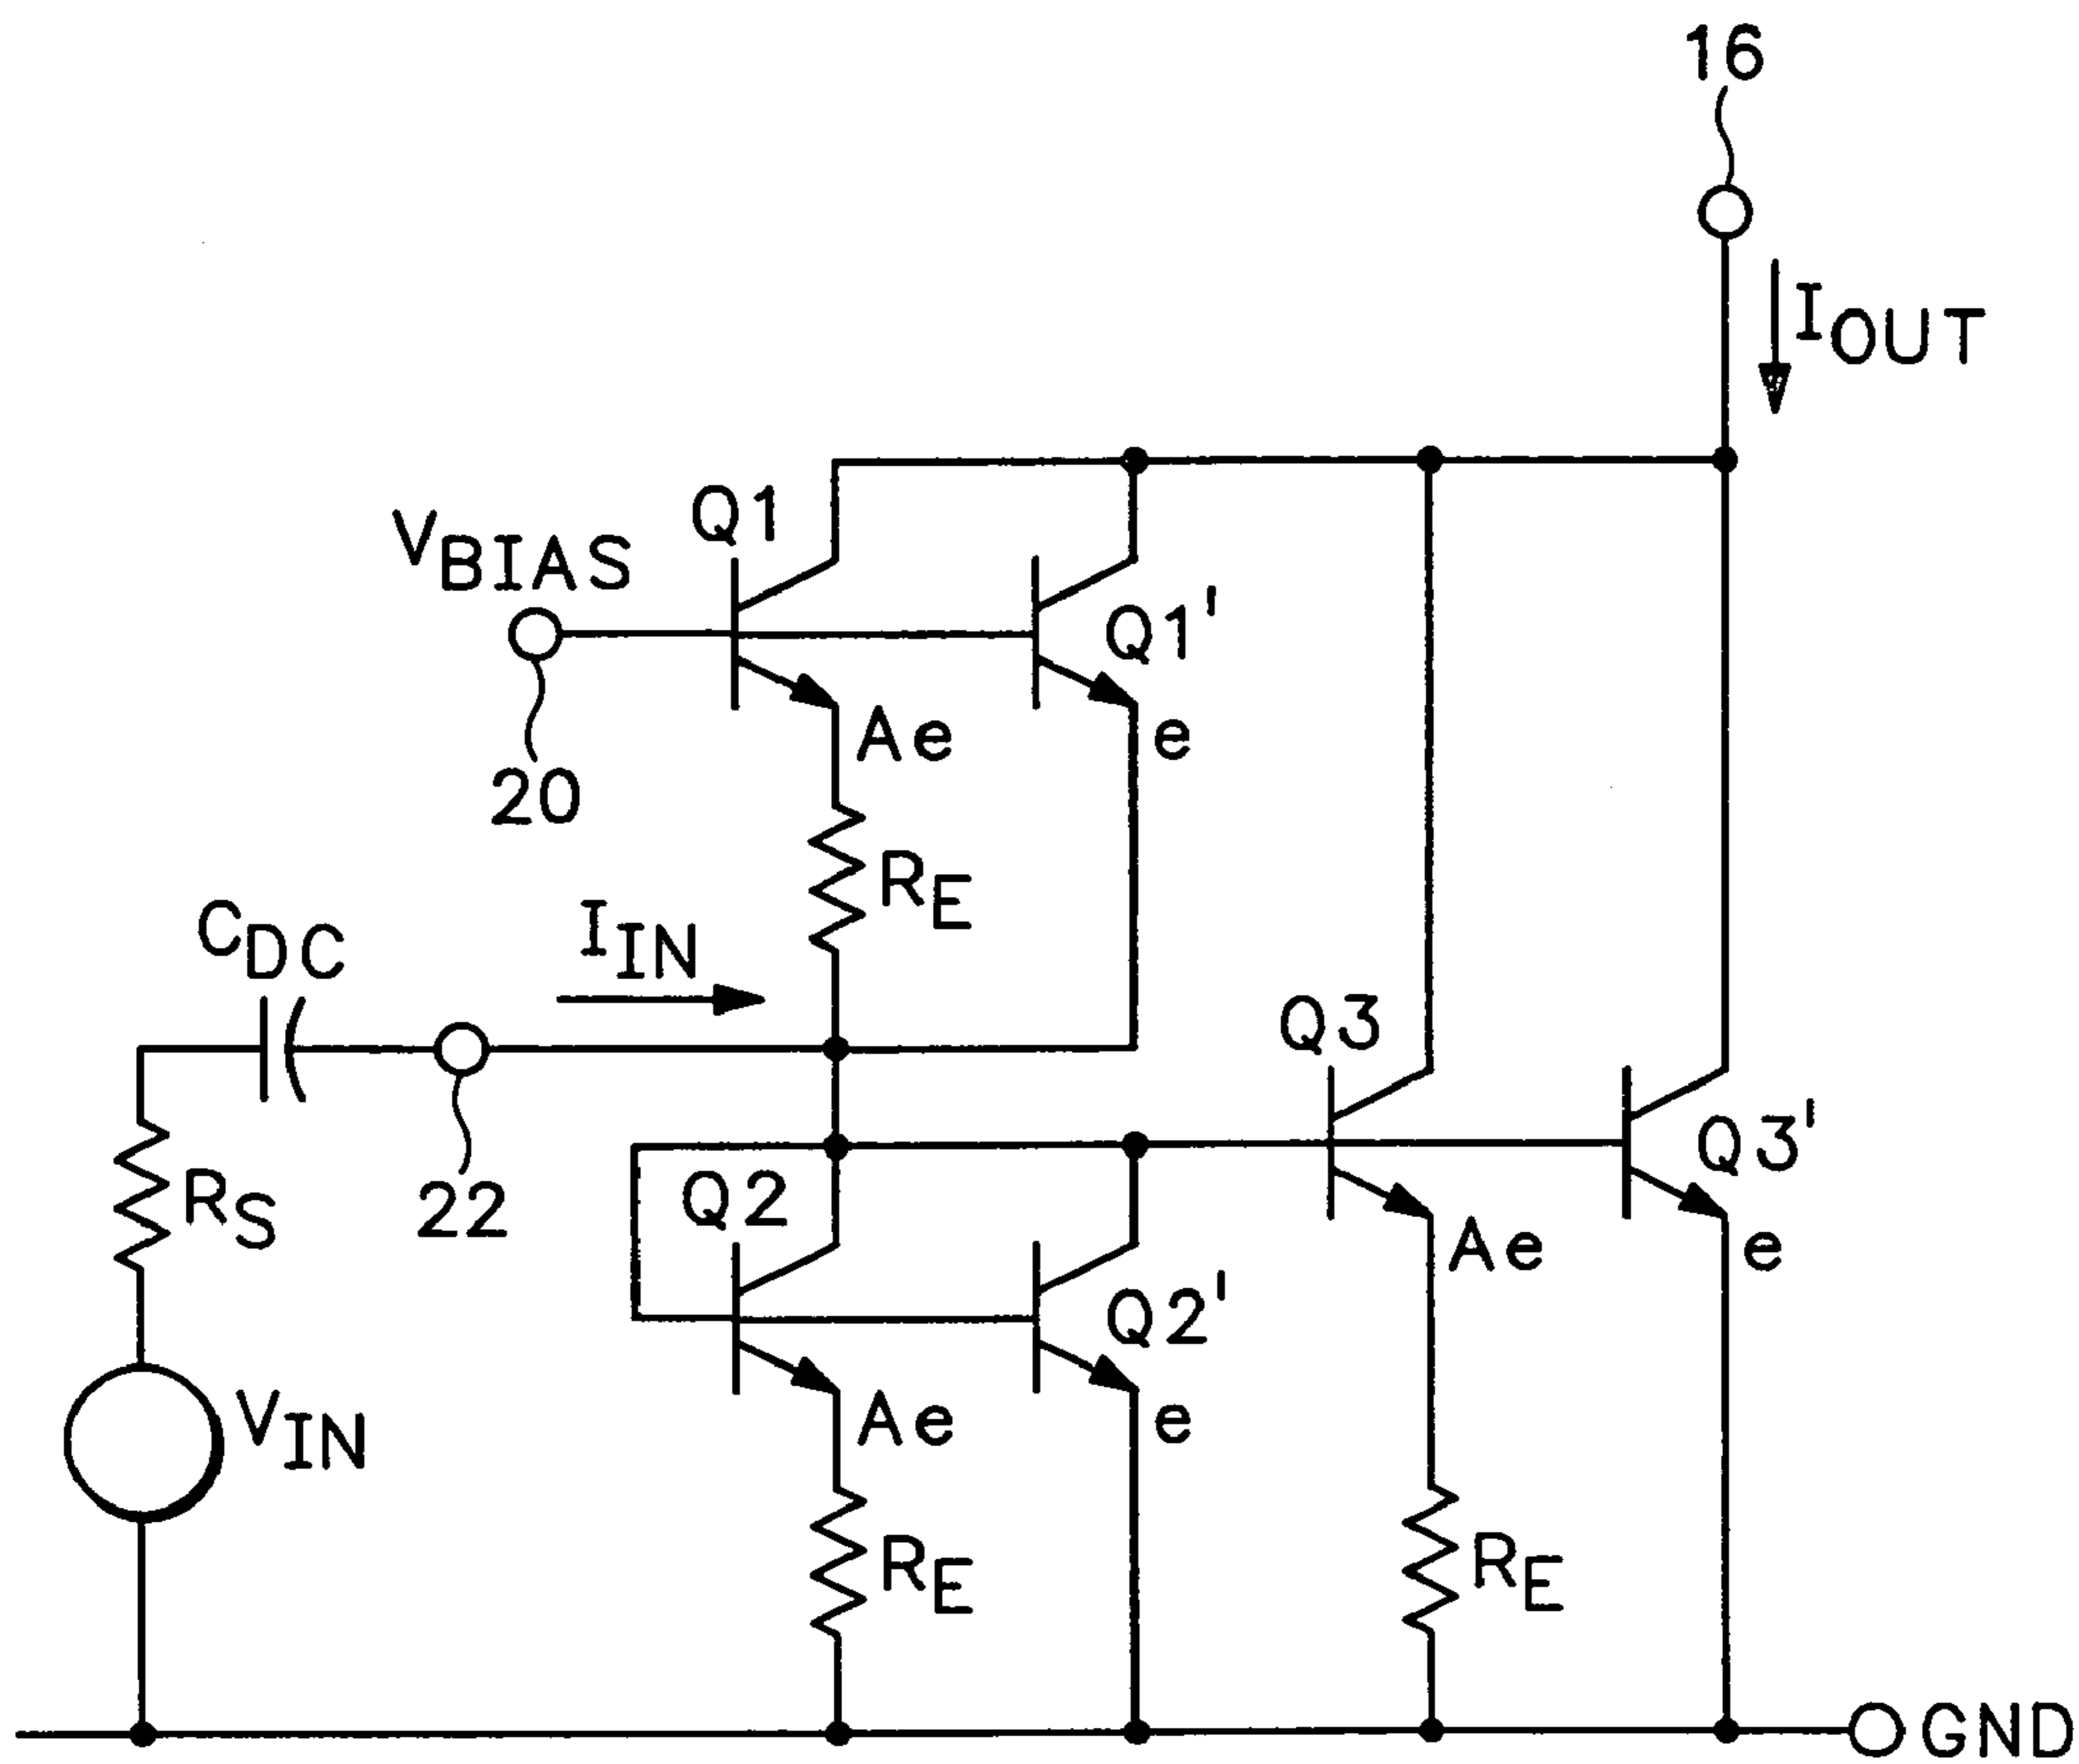 16
IOUT
Q1
VBIAS
Q1'
Ae
e
20
RE
CDC
IIN
Q3
Q3'
RS
22
Q2
Ae
e
Q2'
VIN
Ae
e
RE
RE
GND